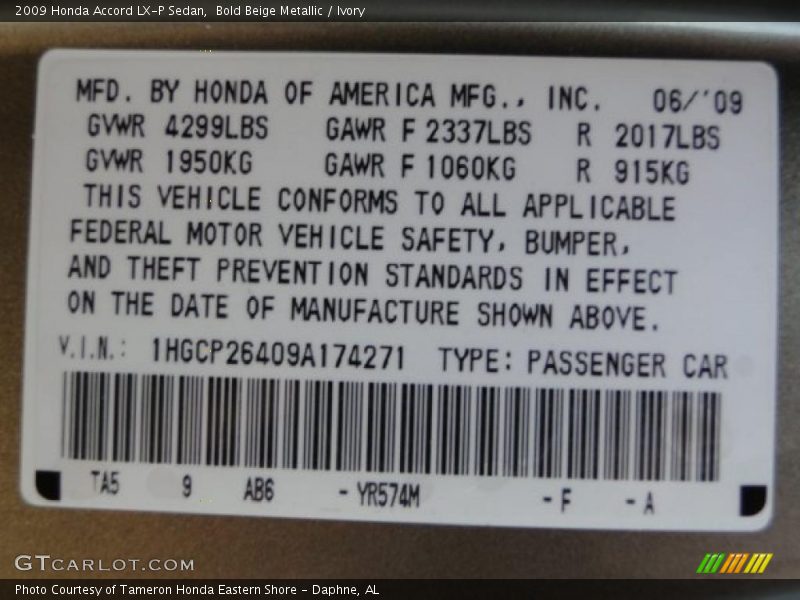 2009 Honda Accord LX-P Sedan,  Bold Beige Metallic / Ivory
MFD. BY HONDA OF AMERICA MFG., INC. 06/'09
GVWR 4299LBS GAWR F 2337LBS R 2017LBS
GVWR 1950KG GAWR F 1060KG R 915KG
THIS VEHICLE CONFORMS TO ALL APPLICABLE
FEDERAL MOTOR VEHICLE SAFETY, BUMPER,
AND THEFT PREVENTION STANDARDS IN EFFECT
ON THE DATE OF MANUFACTURE SHOWN ABOVE.
V.I.N.: 1HGCP26409A174271 TYPE: PASSENGER CAR
TA5 9 AB6 -YR574M -F -A
GTCARLOT.COM
Photo Courtesy of Tameron Honda Eastern Shore - Daphne, AL